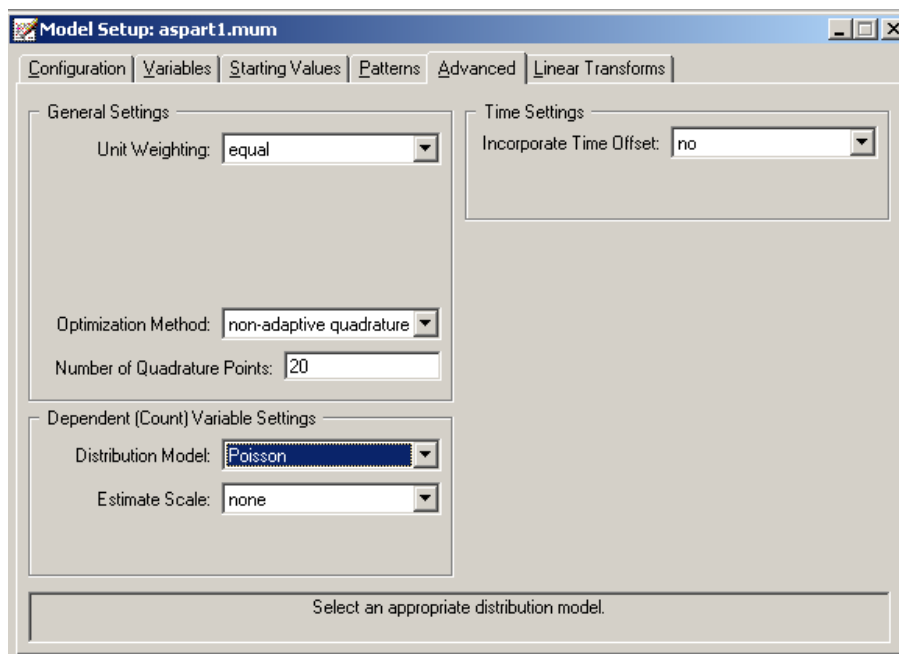 Model Setup: aspart1.mum
Configuration Variables Starting Values Patterns Advanced Linear Transforms
General Settings
Unit Weighting: equal
Optimization Method: non-adaptive quadrature
Number of Quadrature Points: 20
Dependent (Count) Variable Settings
Distribution Model: Poisson
Estimate Scale: none
Time Settings
Incorporate Time Offset: no
Select an appropriate distribution model.